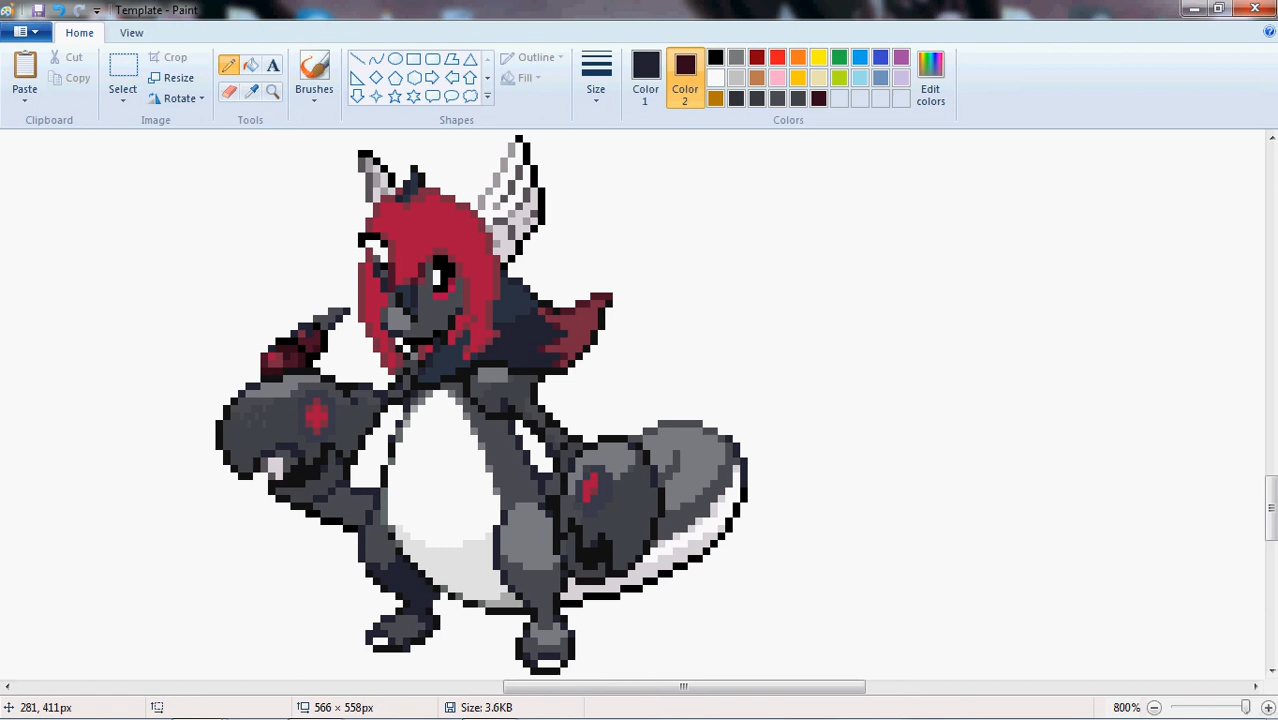 Template - Paint
Home View
Paste
Cut
Copy
Clipboard
Select
Crop
Resize
Rotate
Image
Tools
Brushes
Shapes
Outline
Fill
Size
Color 1
Color 2
Edit colors
Colors
281, 411px
566 × 558px
Size: 3.6KB
800%